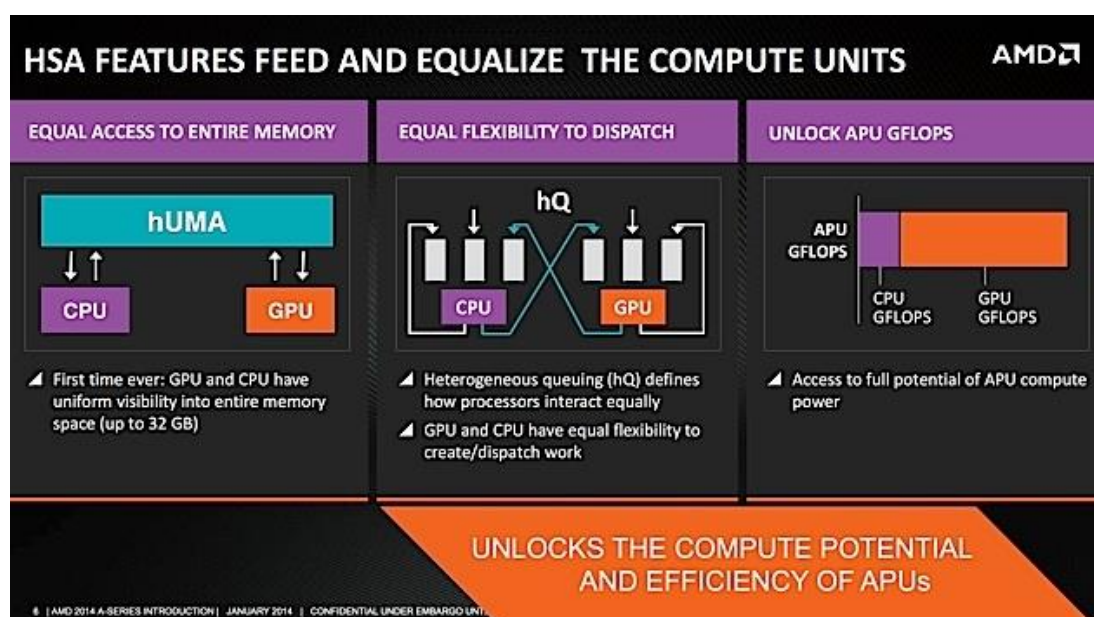 HSA FEATURES FEED AND EQUALIZE THE COMPUTE UNITS
AMD
EQUAL ACCESS TO ENTIRE MEMORY
hUMA
CPU
GPU
First time ever: GPU and CPU have
uniform visibility into entire memory
space (up to 32 GB)
EQUAL FLEXIBILITY TO DISPATCH
hQ
CPU
GPU
Heterogeneous queuing (hQ) defines
how processors interact equally
GPU and CPU have equal flexibility to
create/dispatch work
UNLOCK APU GFLOPS
APU
GFLOPS
CPU
GFLOPS
GPU
GFLOPS
Access to full potential of APU compute
power
UNLOCKS THE COMPUTE POTENTIAL
AND EFFICIENCY OF APUs
6 | AMD 2014 A-SERIES INTRODUCTION | JANUARY 2014 | CONFIDENTIAL UNDER EMBARGO